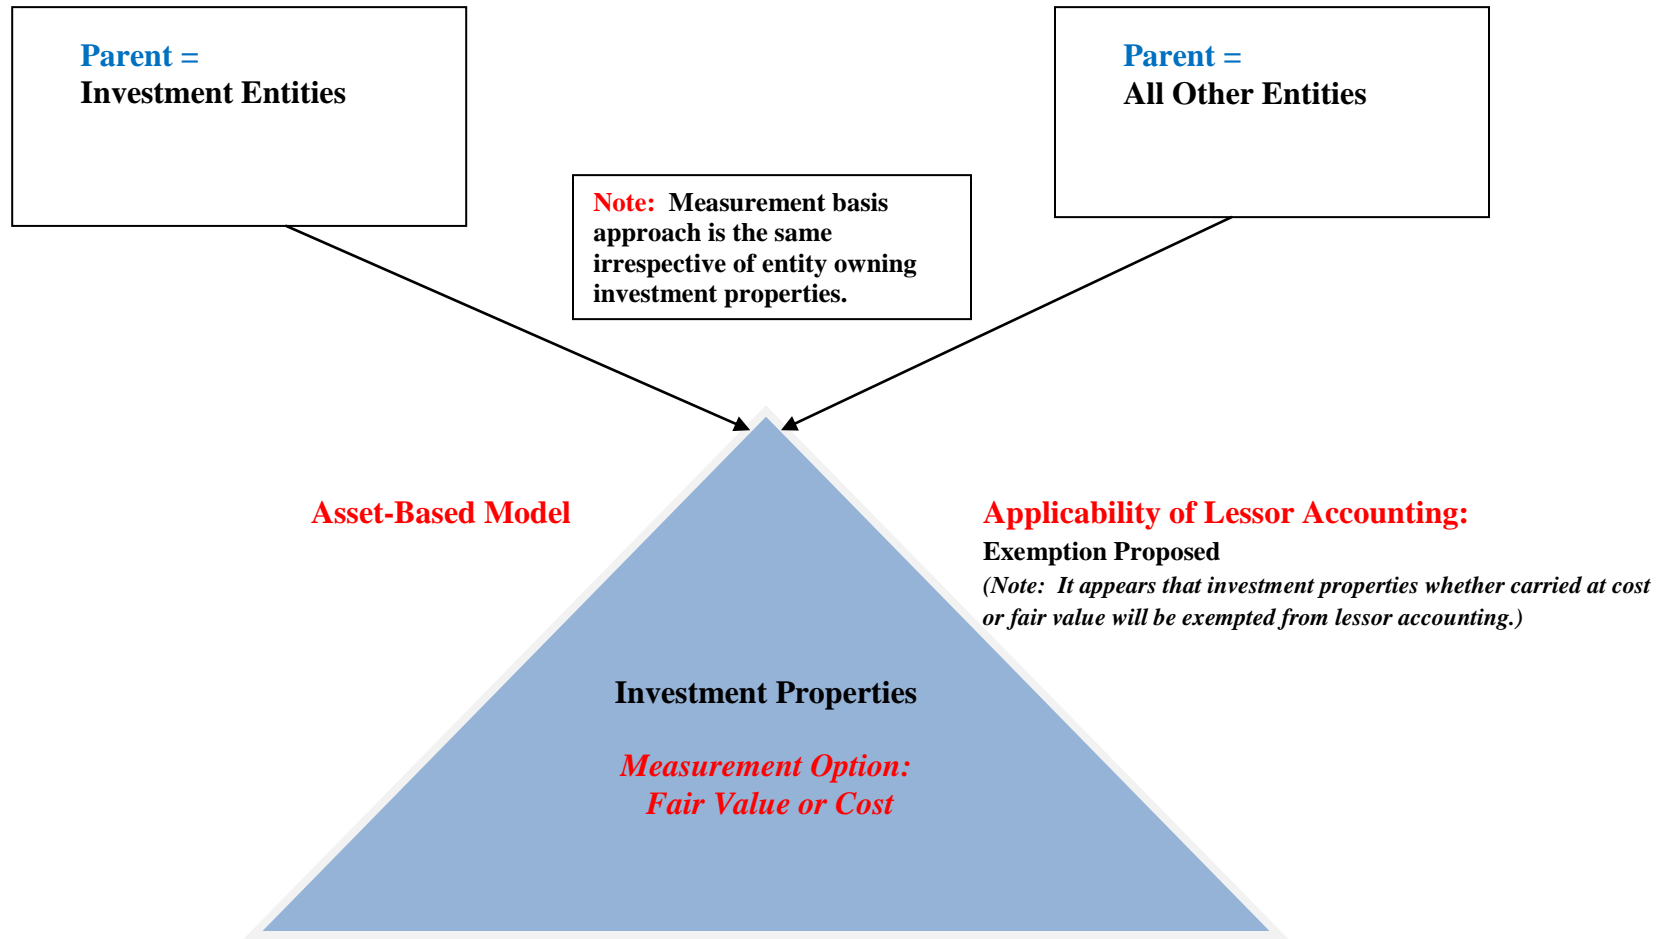 Parent =
Investment Entities
Parent =
All Other Entities
Note:  Measurement basis
approach is the same
irrespective of entity owning
investment properties.
Asset-Based Model
Applicability of Lessor Accounting:
Exemption Proposed
(Note:  It appears that investment properties whether carried at cost
or fair value will be exempted from lessor accounting.)
Investment Properties
Measurement Option:
Fair Value or Cost